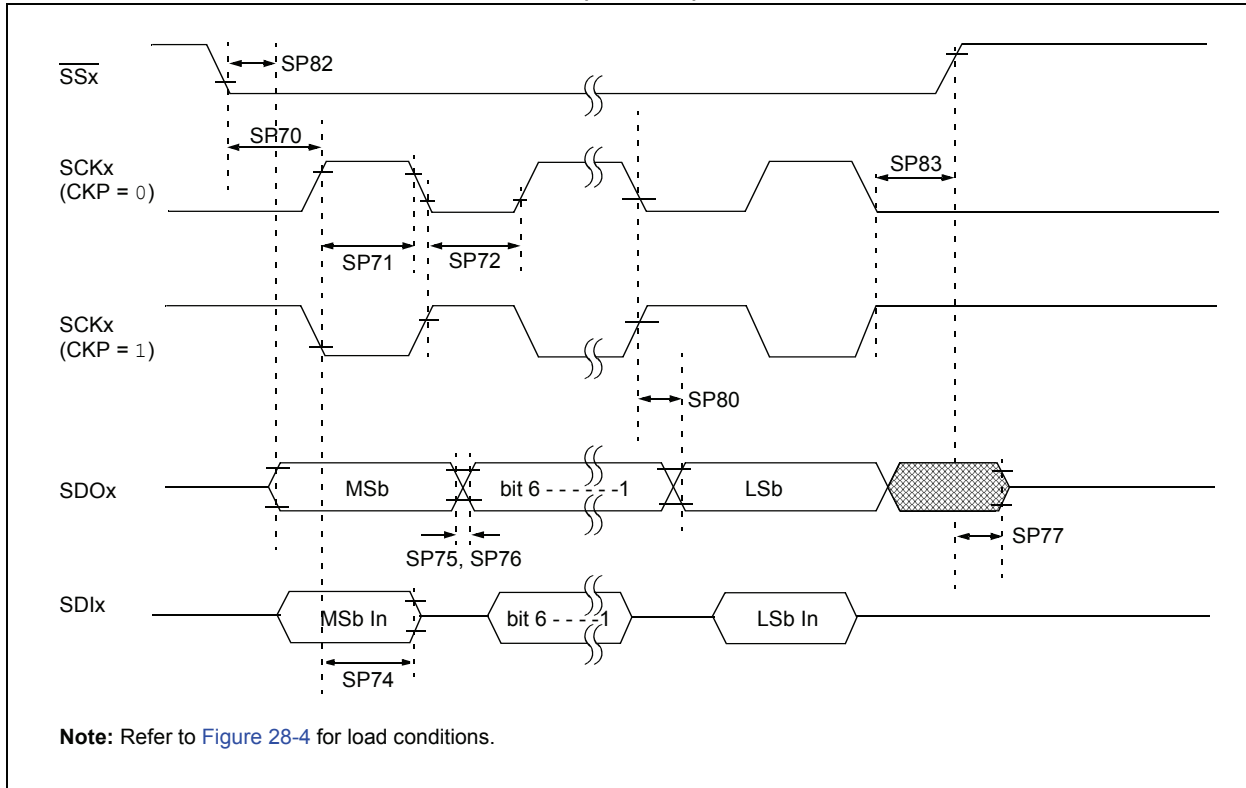 SSx
SP82
SP70
SCKx
(CKP = 0)
SP83
SP71
SP72
SCKx
(CKP = 1)
SP80
SDOx
MSb
bit 6 - - - - - -1
LSb
SP75, SP76
SP77
SDIx
MSb In
bit 6 - - - -1
LSb In
SP74
Note: Refer to Figure 28-4 for load conditions.